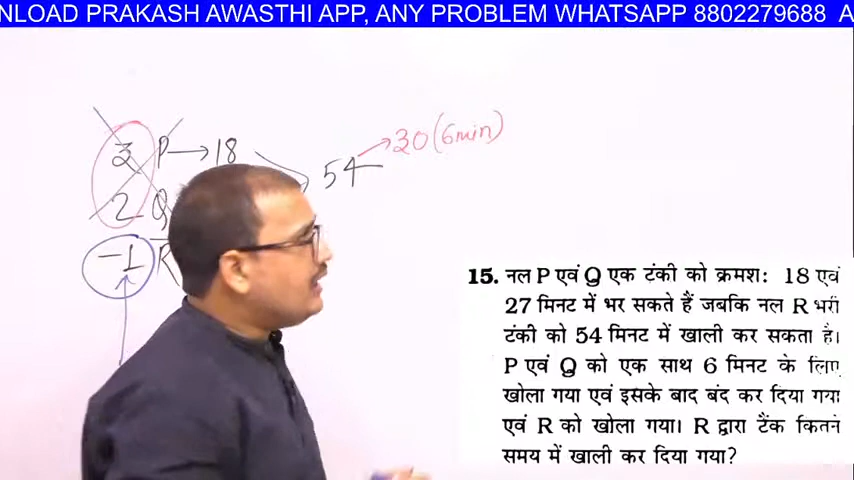 NLOAD PRAKASH AWASTHI APP, ANY PROBLEM WHATSAPP 8802279688 A
3 P → 18
54 → 30 (6min)
2 Q
-1 R
15. नल P एवं Q एक टंकी को क्रमश: 18 एवं
27 मिनट में भर सकते हैं जबकि नल R भरी
टंकी को 54 मिनट में खाली कर सकता है।
P एवं Q को एक साथ 6 मिनट के लिए
खोला गया एवं इसके बाद बंद कर दिया गया
एवं R को खोला गया। R द्वारा टैंक कितने
समय में खाली कर दिया गया?